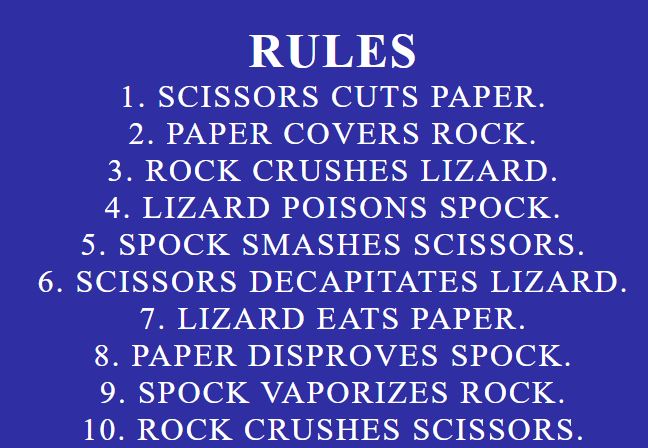 RULES
1. SCISSORS CUTS PAPER.
2. PAPER COVERS ROCK.
3. ROCK CRUSHES LIZARD.
4. LIZARD POISONS SPOCK.
5. SPOCK SMASHES SCISSORS.
6. SCISSORS DECAPITATES LIZARD.
7. LIZARD EATS PAPER.
8. PAPER DISPROVES SPOCK.
9. SPOCK VAPORIZES ROCK.
10. ROCK CRUSHES SCISSORS.